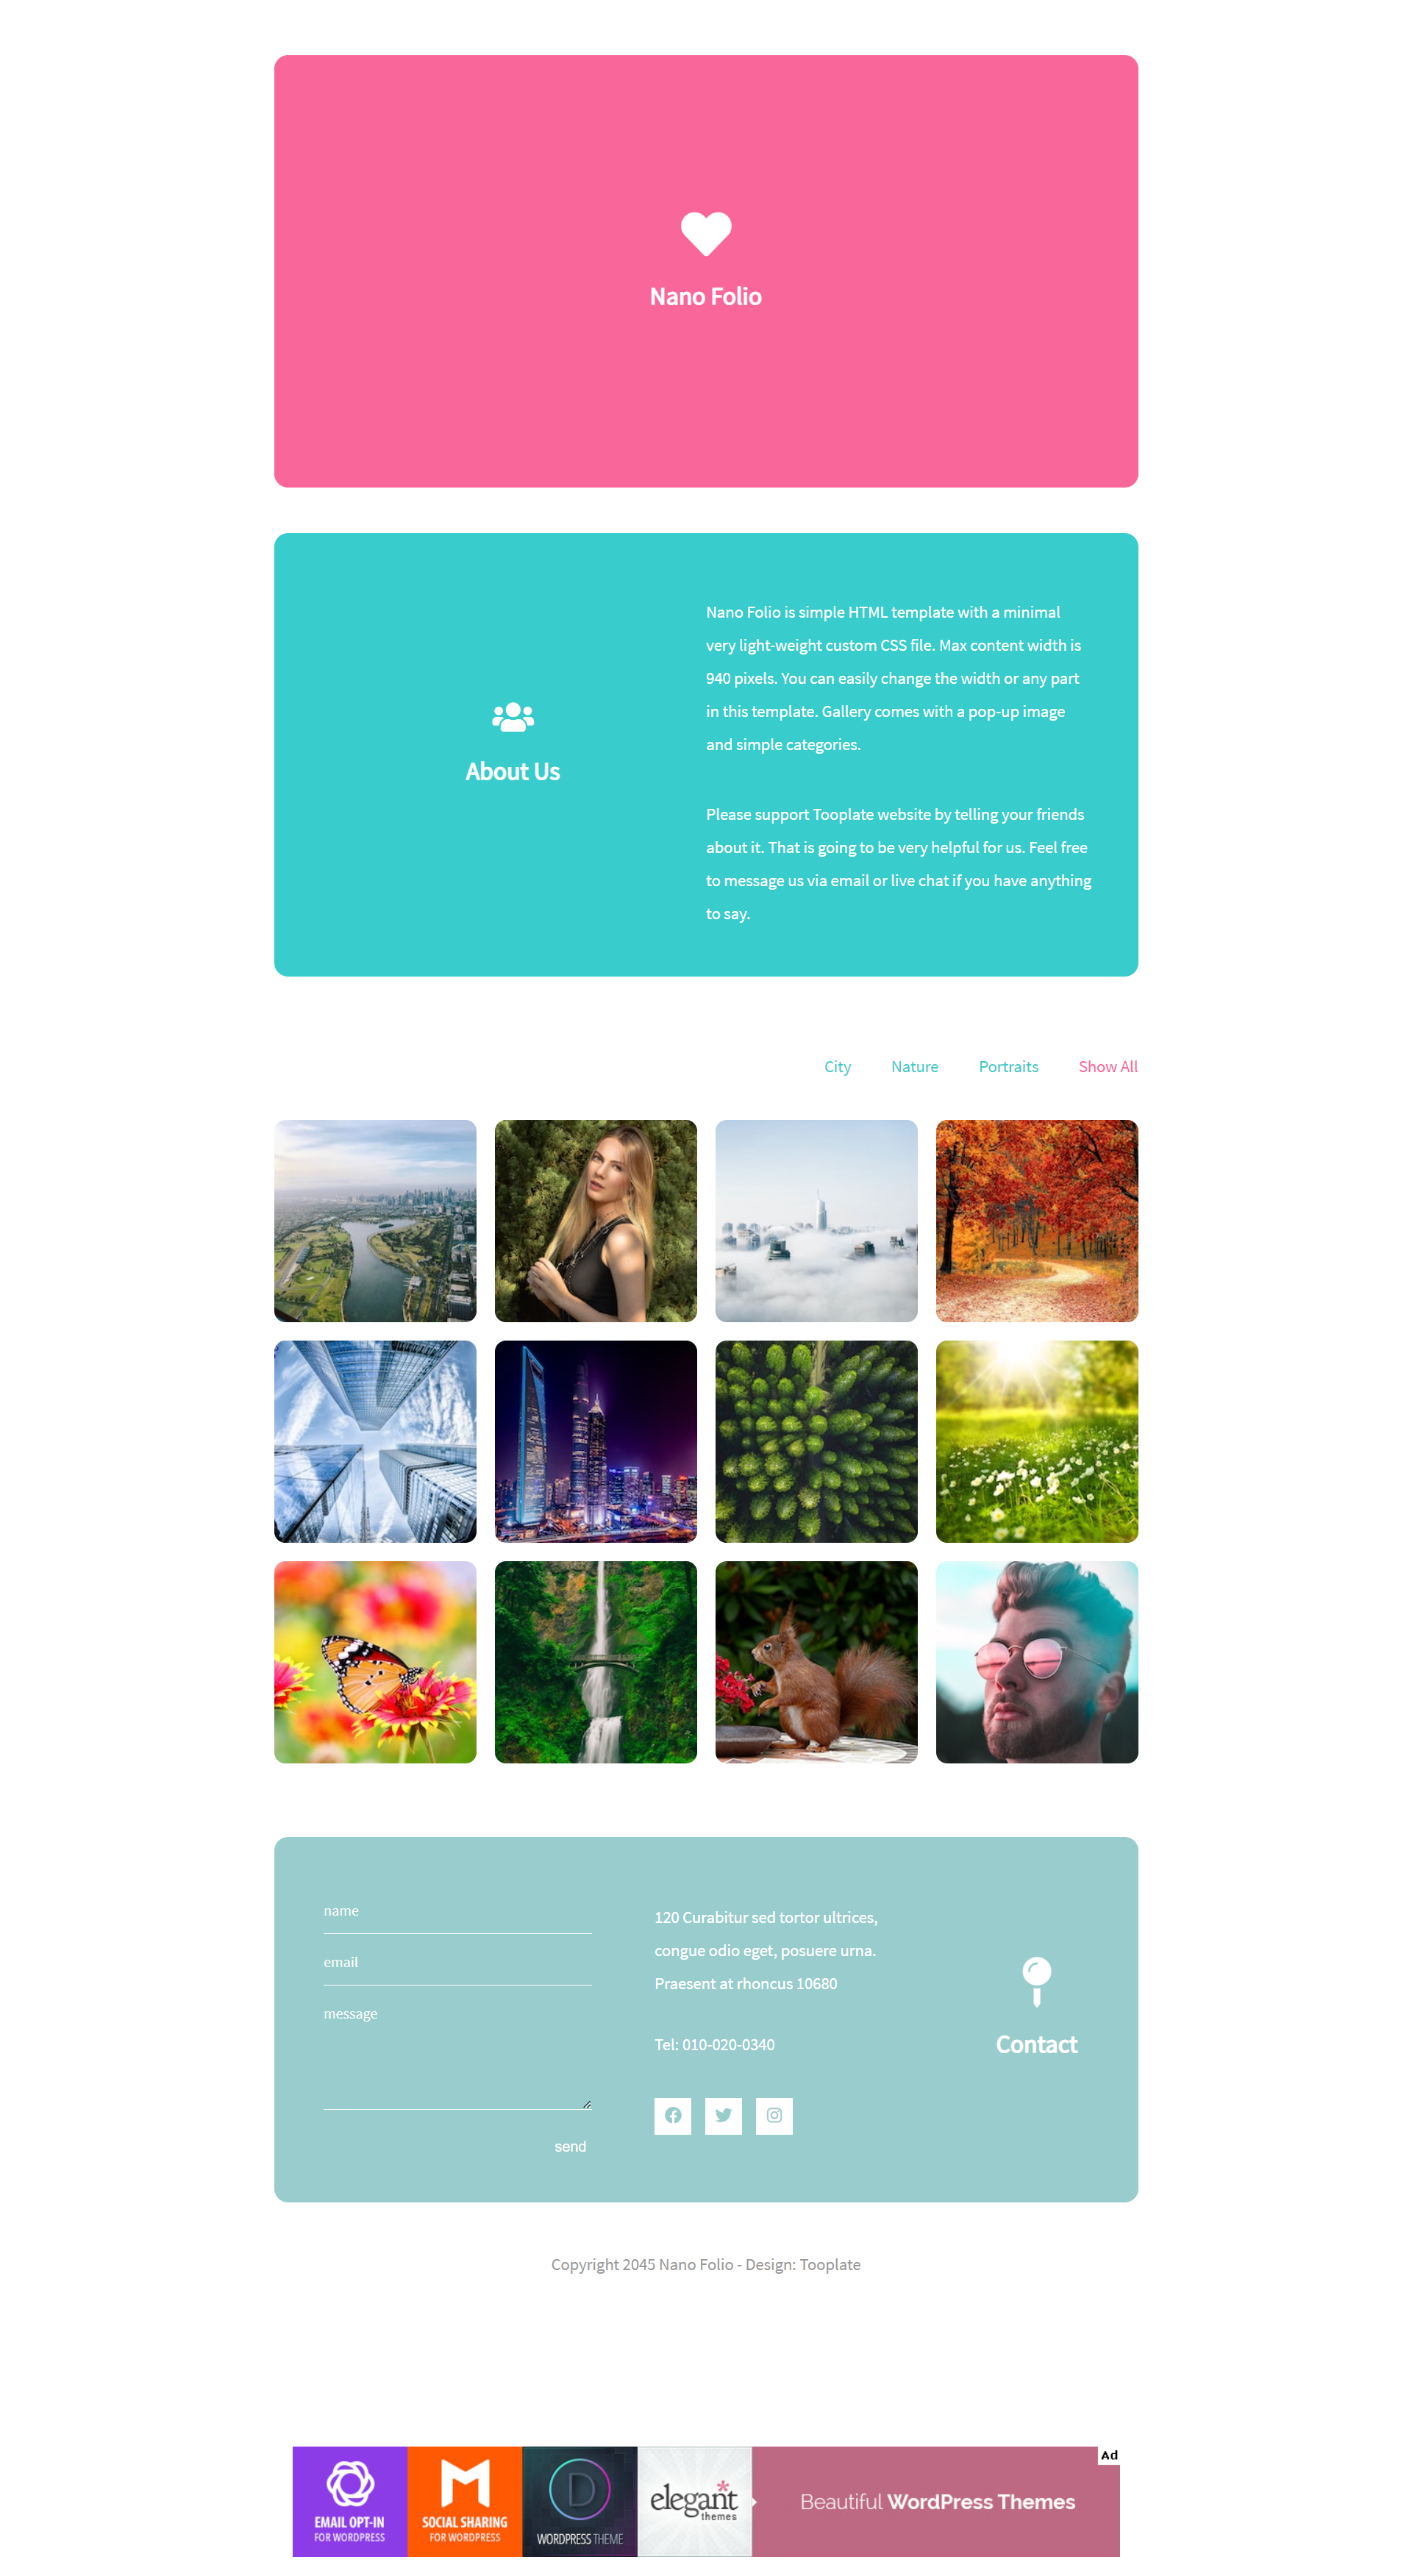 Nano Folio
About Us
Nano Folio is simple HTML template with a minimal
very light-weight custom CSS file. Max content width is
940 pixels. You can easily change the width or any part
in this template. Gallery comes with a pop-up image
and simple categories.
Please support Tooplate website by telling your friends
about it. That is going to be very helpful for us. Feel free
to message us via email or live chat if you have anything
to say.
City Nature Portraits Show All
name
email
message
send
120 Curabitur sed tortor ultrices,
congue odio eget, posuere urna.
Praesent at rhoncus 10680
Tel: 010-020-0340
Contact
Copyright 2045 Nano Folio - Design: Tooplate
EMAIL OPT-IN
FOR WORDPRESS
M
SOCIAL SHARING
FOR WORDPRESS
D
WORDPRESS THEME
elegant
themes
Beautiful WordPress Themes
Ad